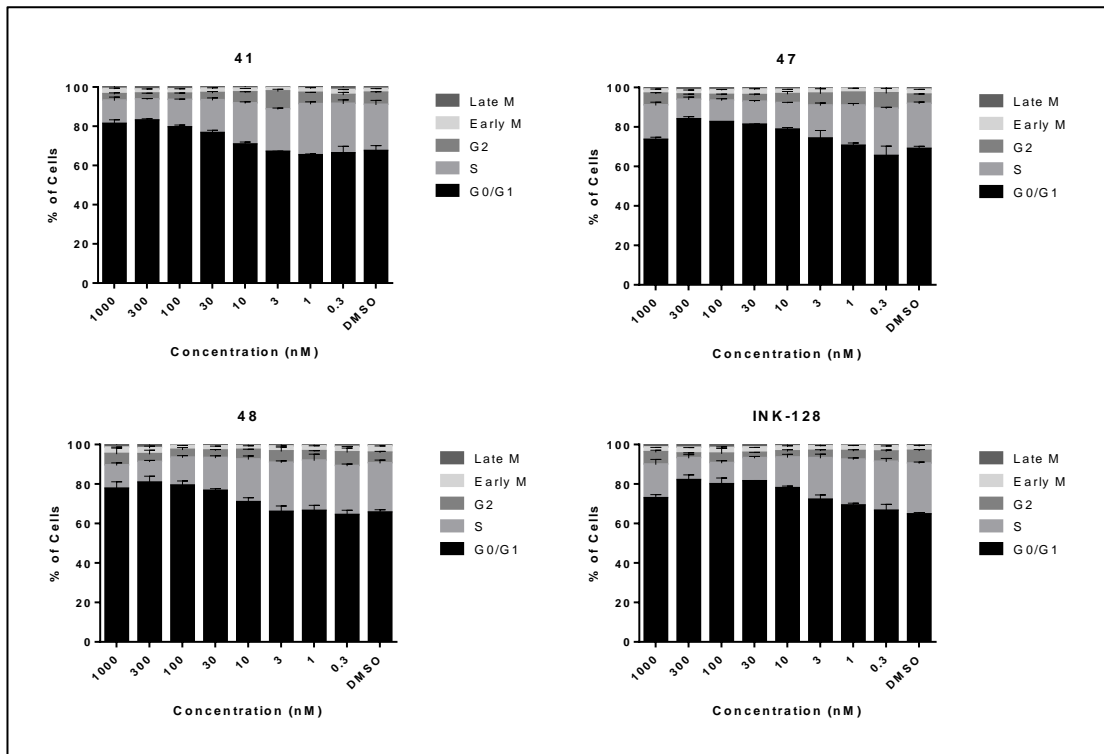 41
100
80
60
40
20
0
% of Cells
Late M
Early M
G2
S
G0/G1
1000
300
100
30
10
3
1
0.3
DMSO
Concentration (nM)
47
100
80
60
40
20
0
% of Cells
Late M
Early M
G2
S
G0/G1
1000
300
100
30
10
3
1
0.3
DMSO
Concentration (nM)
48
100
80
60
40
20
0
% of Cells
Late M
Early M
G2
S
G0/G1
1000
300
100
30
10
3
1
0.3
DMSO
Concentration (nM)
INK-128
100
80
60
40
20
0
% of Cells
Late M
Early M
G2
S
G0/G1
1000
300
100
30
10
3
1
0.3
DMSO
Concentration (nM)